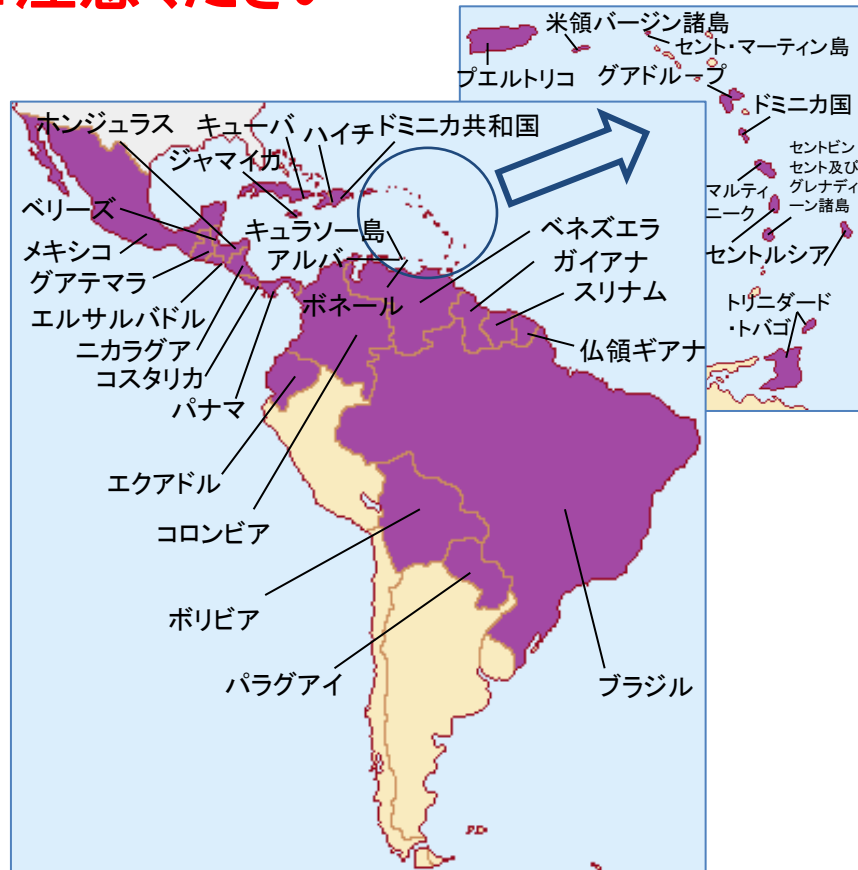 注意ください
米領バージン諸島
セント・マーティン島
プエルトリコ
グアドループ
ドミニカ国
セントビン
セント及び
グレナディ
ーン諸島
マルティ
ニーク
セントルシア
トリニダード
・トバゴ
ホンジュラス
キューバ
ハイチ
ドミニカ共和国
ジャマイカ
ベリーズ
メキシコ
グアテマラ
エルサルバドル
ニカラグア
コスタリカ
パナマ
キュラソー島
アルバ
ボネール
ベネズエラ
ガイアナ
スリナム
仏領ギアナ
エクアドル
コロンビア
ボリビア
パラグアイ
ブラジル
P.D